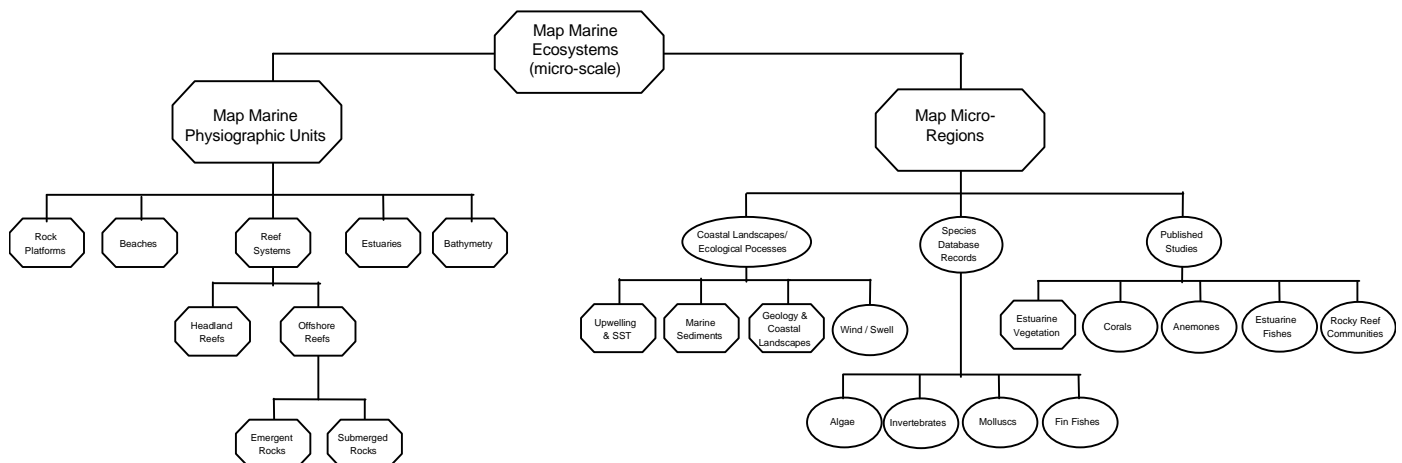 Map Marine
Ecosystems
(micro-scale)
Map Marine
Physiographic Units
Map Micro-
Regions
Rock
Platforms
Beaches
Reef
Systems
Estuaries
Bathymetry
Coastal Landscapes/
Ecological Pocesses
Species
Database
Records
Published
Studies
Headland
Reefs
Offshore
Reefs
Upwelling
& SST
Marine
Sediments
Geology &
Coastal
Landscapes
Wind / Swell
Estuarine
Vegetation
Corals
Anemones
Estuarine
Fishes
Rocky Reef
Communities
Emergent
Rocks
Submerged
Rocks
Algae
Invertebrates
Molluscs
Fin Fishes